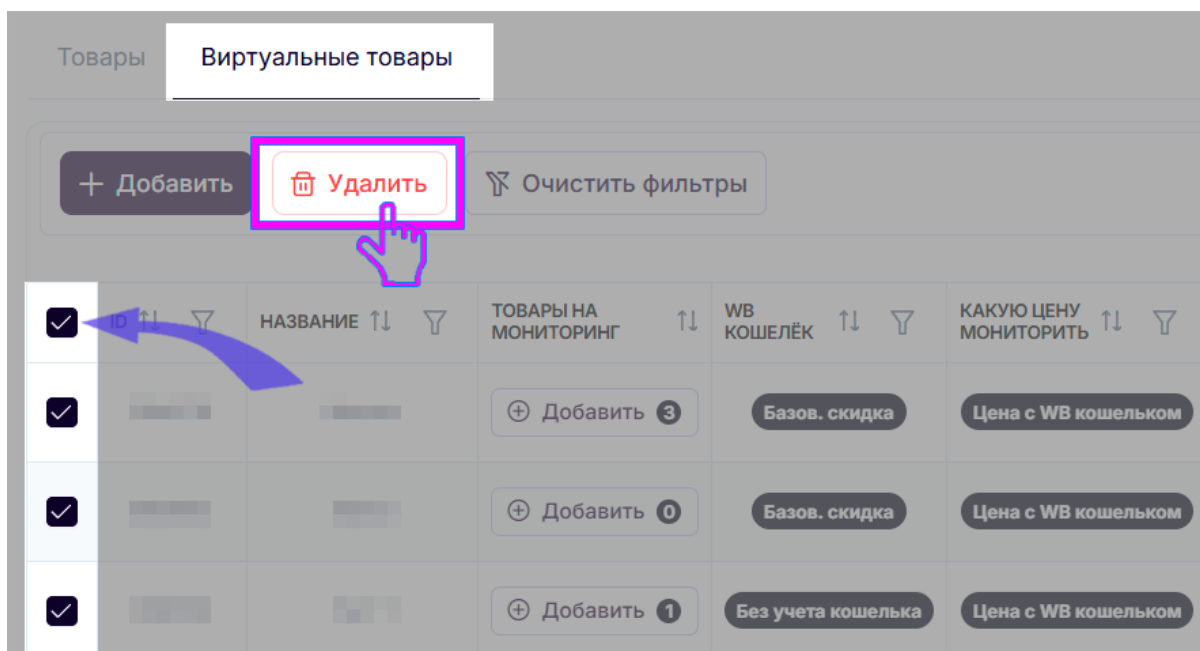 Товары Виртуальные товары
Добавить Удалить Очистить фильтры
ID НАЗВАНИЕ ТОВАРЫ НА МОНИТОРИНГ WB КОШЕЛЁК КАКУЮ ЦЕНУ МОНИТОРИТЬ
Добавить 3 Базов. скидка Цена с WB кошельком
Добавить 0 Базов. скидка Цена с WB кошельком
Добавить 1 Без учета кошелька Цена с WB кошельком